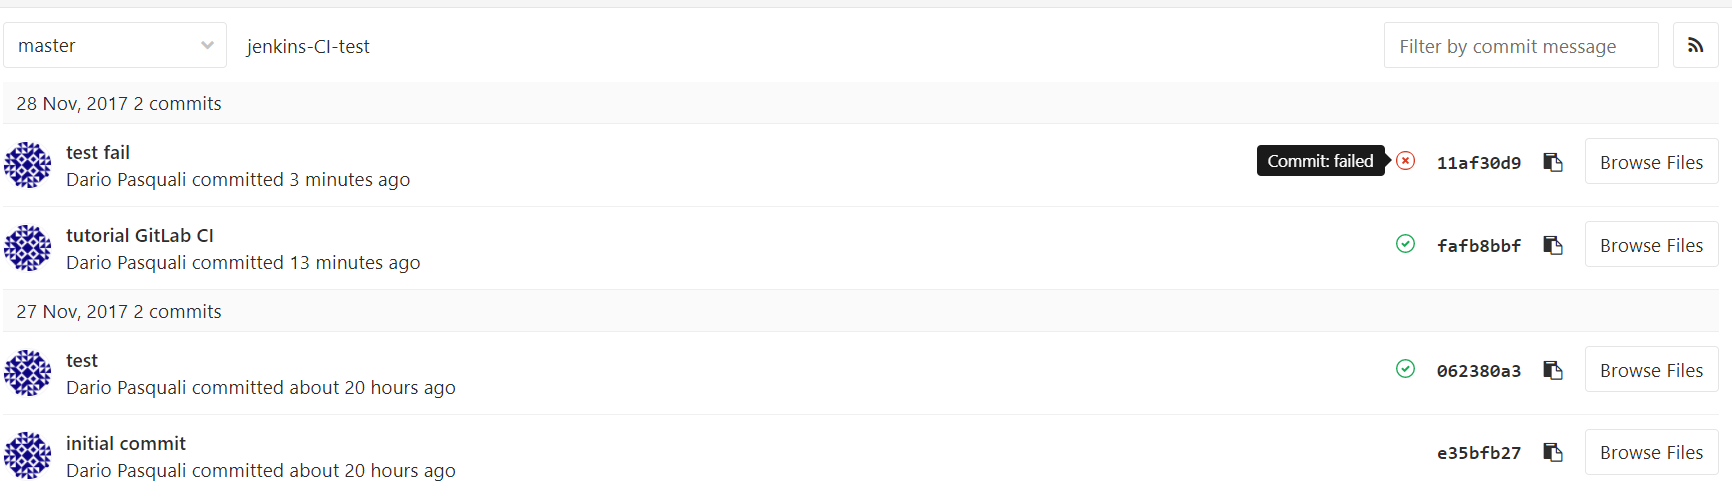 master
jenkins-CI-test
Filter by commit message
28 Nov, 2017 2 commits
test fail
Commit: failed
11af30d9
Browse Files
Dario Pasquali committed 3 minutes ago
tutorial GitLab CI
fafb8bbf
Browse Files
Dario Pasquali committed 13 minutes ago
27 Nov, 2017 2 commits
test
062380a3
Browse Files
Dario Pasquali committed about 20 hours ago
initial commit
e35bfb27
Browse Files
Dario Pasquali committed about 20 hours ago